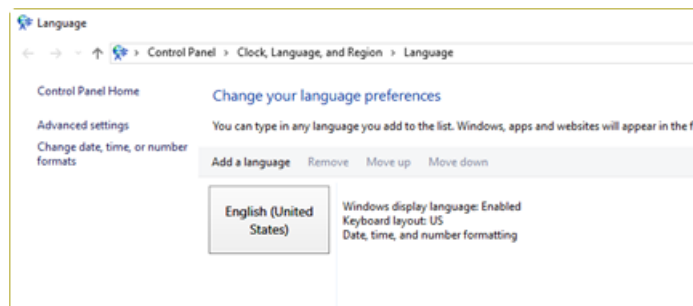 Language
Control Panel > Clock, Language, and Region > Language
Control Panel Home
Advanced settings
Change date, time, or number
formats
Change your language preferences
You can type in any language you add to the list. Windows, apps and websites will appear in the
Add a language Remove Move up Move down
English (United
States)
Windows display language: Enabled
Keyboard layout: US
Date, time, and number formatting